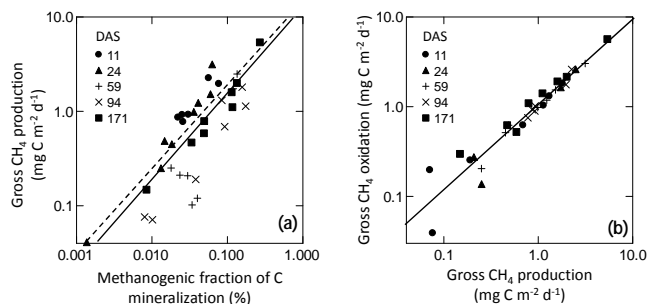 DAS
11
24
59
94
171
5.0
1.0
0.1
0.001
0.010
0.100
1.000
Gross CH4 production
(mg C m-2 d-1)
Methanogenic fraction of C
mineralization (%)
(a)
DAS
11
24
59
94
171
5.0
1.0
0.1
0.1
1.0
5.0
Gross CH4 oxidation (mg C m-2 d-1)
Gross CH4 production
(mg C m-2 d-1)
(b)